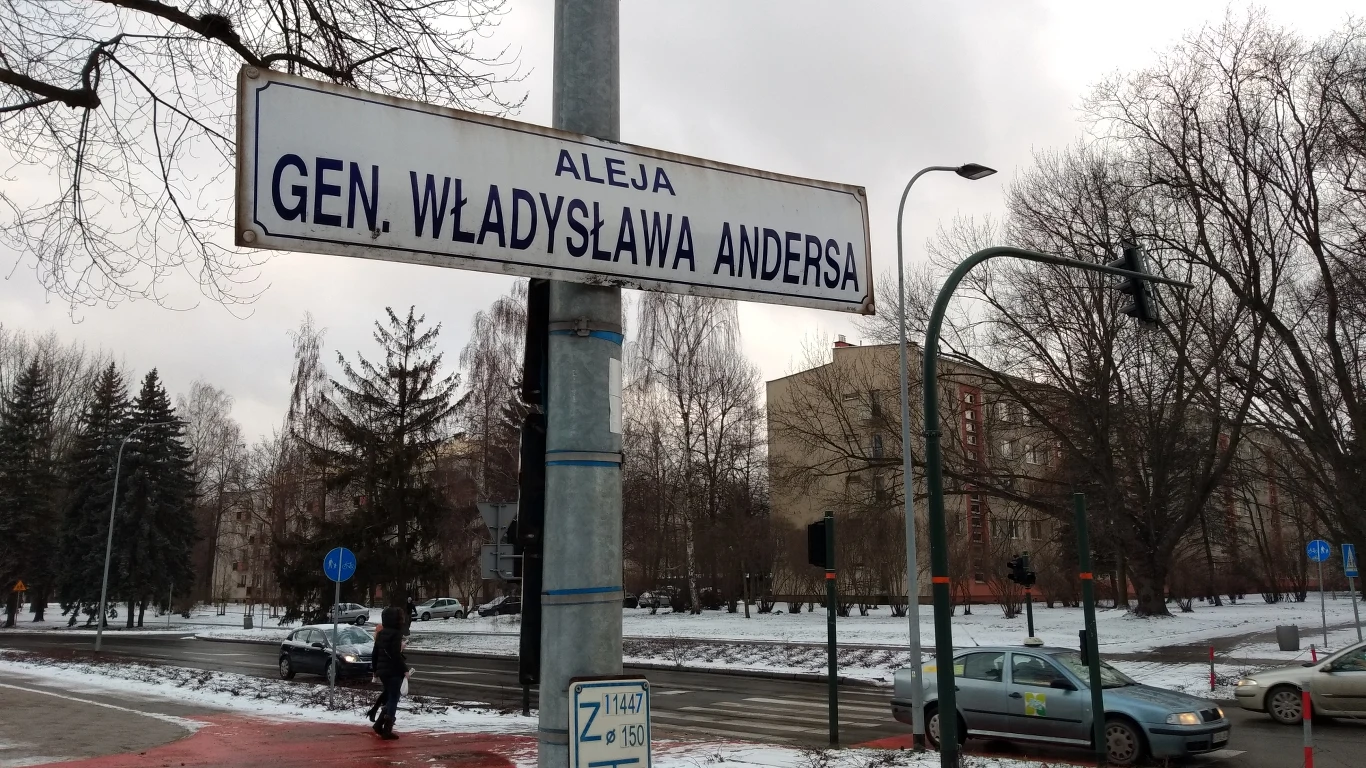 ALEJA
GEN. WŁADYSŁAWA ANDERSA
Z 11447
ø 150